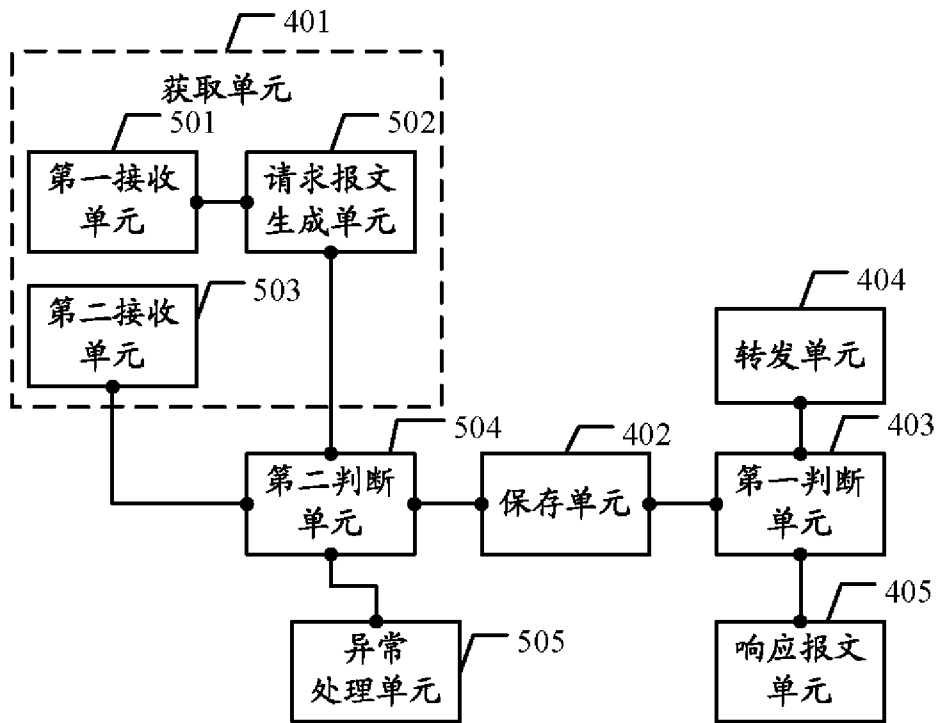 401
获取单元
501
502
第一接收
单元
请求报文
生成单元
503
第二接收
单元
404
转发单元
504
402
403
第二判断
单元
保存单元
第一判断
单元
405
505
异常
处理单元
响应报文
单元